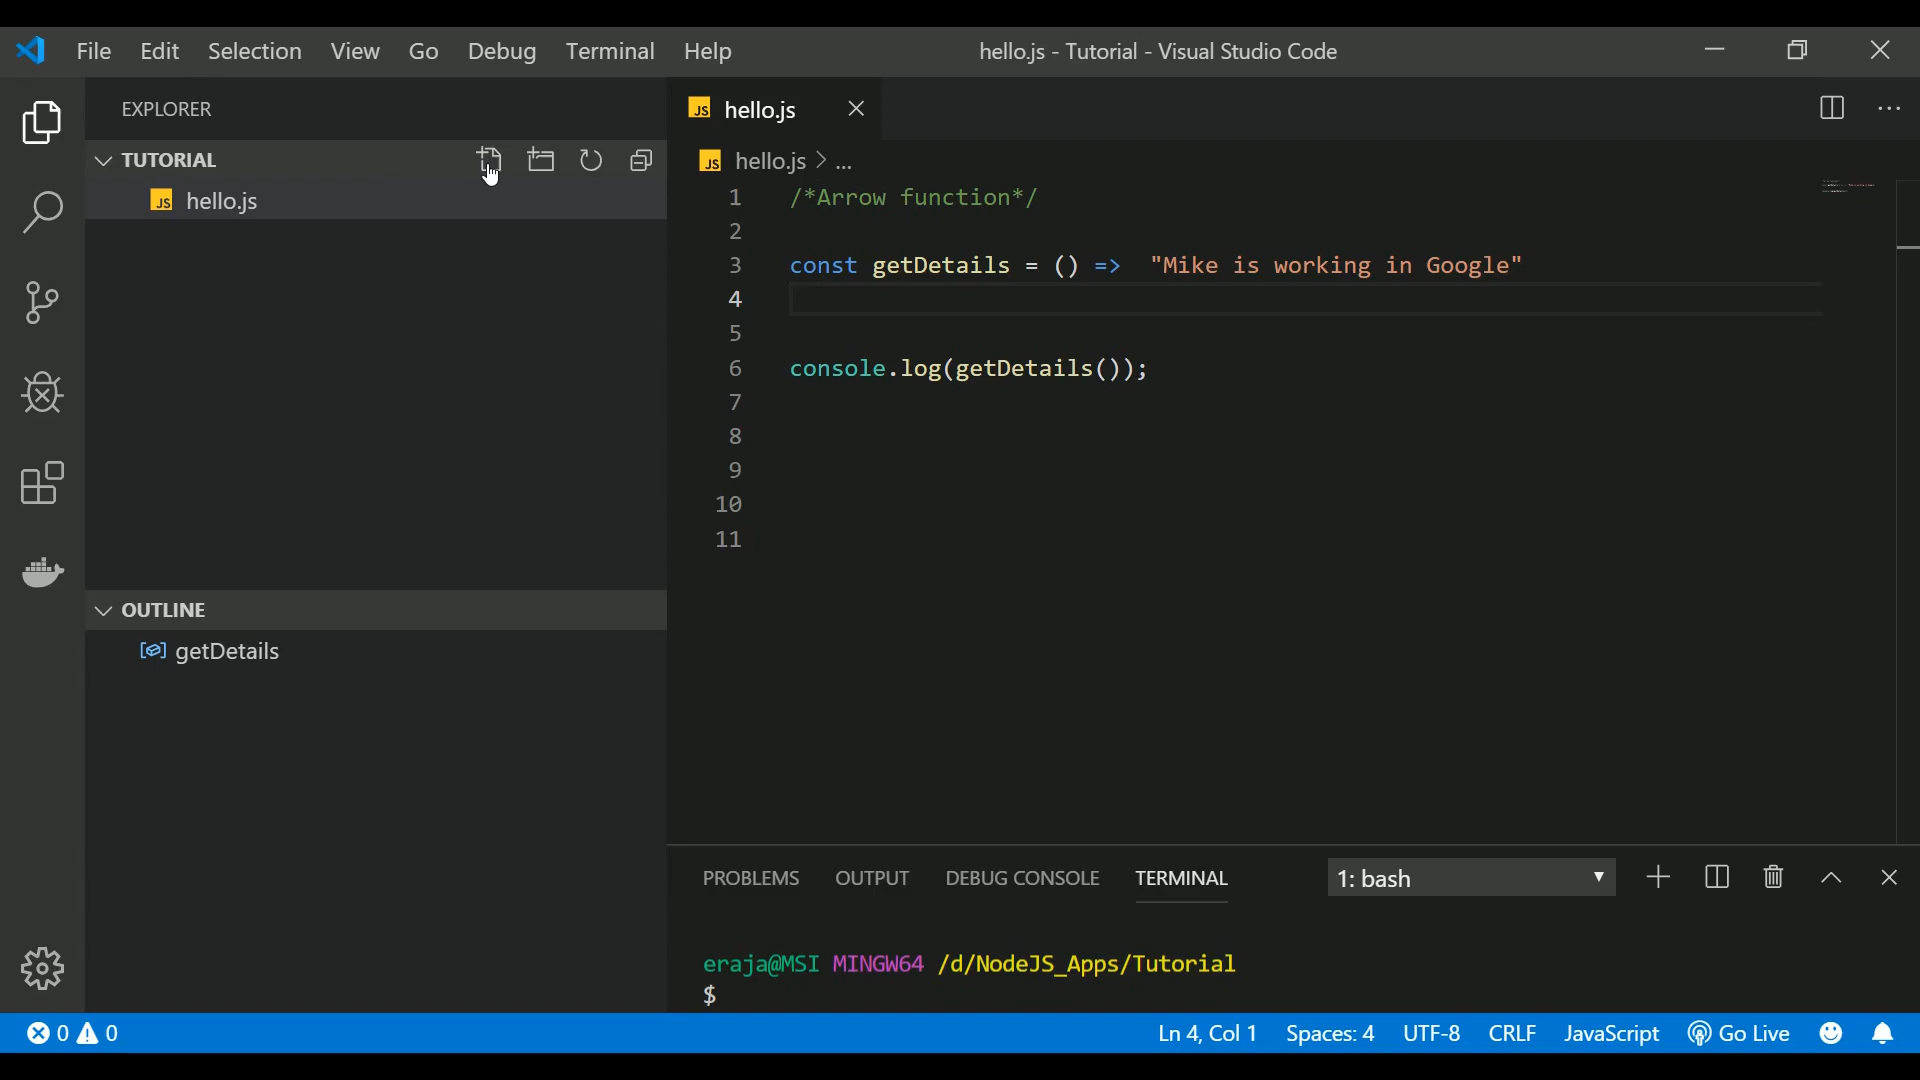 File Edit Selection View Go Debug Terminal Help hello.js - Tutorial - Visual Studio Code
EXPLORER
TUTORIAL
JS hello.js
OUTLINE
getDetails
JS hello.js
JS hello.js > ...
1 /*Arrow function*/
2
3 const getDetails = () => "Mike is working in Google"
4
5
6 console.log(getDetails());
7
8
9
10
11
PROBLEMS OUTPUT DEBUG CONSOLE TERMINAL 1: bash
eraja@MSI MINGW64 /d/NodeJS_Apps/Tutorial
$
0 0 Ln 4, Col 1 Spaces: 4 UTF-8 CRLF JavaScript Go Live